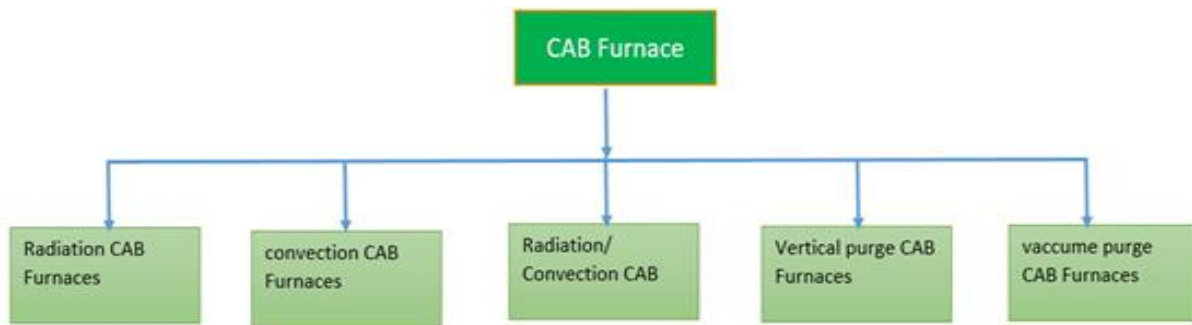 CAB Furnace
Radiation CAB
Furnaces
convection CAB
Furnaces
Radiation/
Convection CAB
Vertical purge CAB
Furnaces
vaccume purge
CAB Furnaces